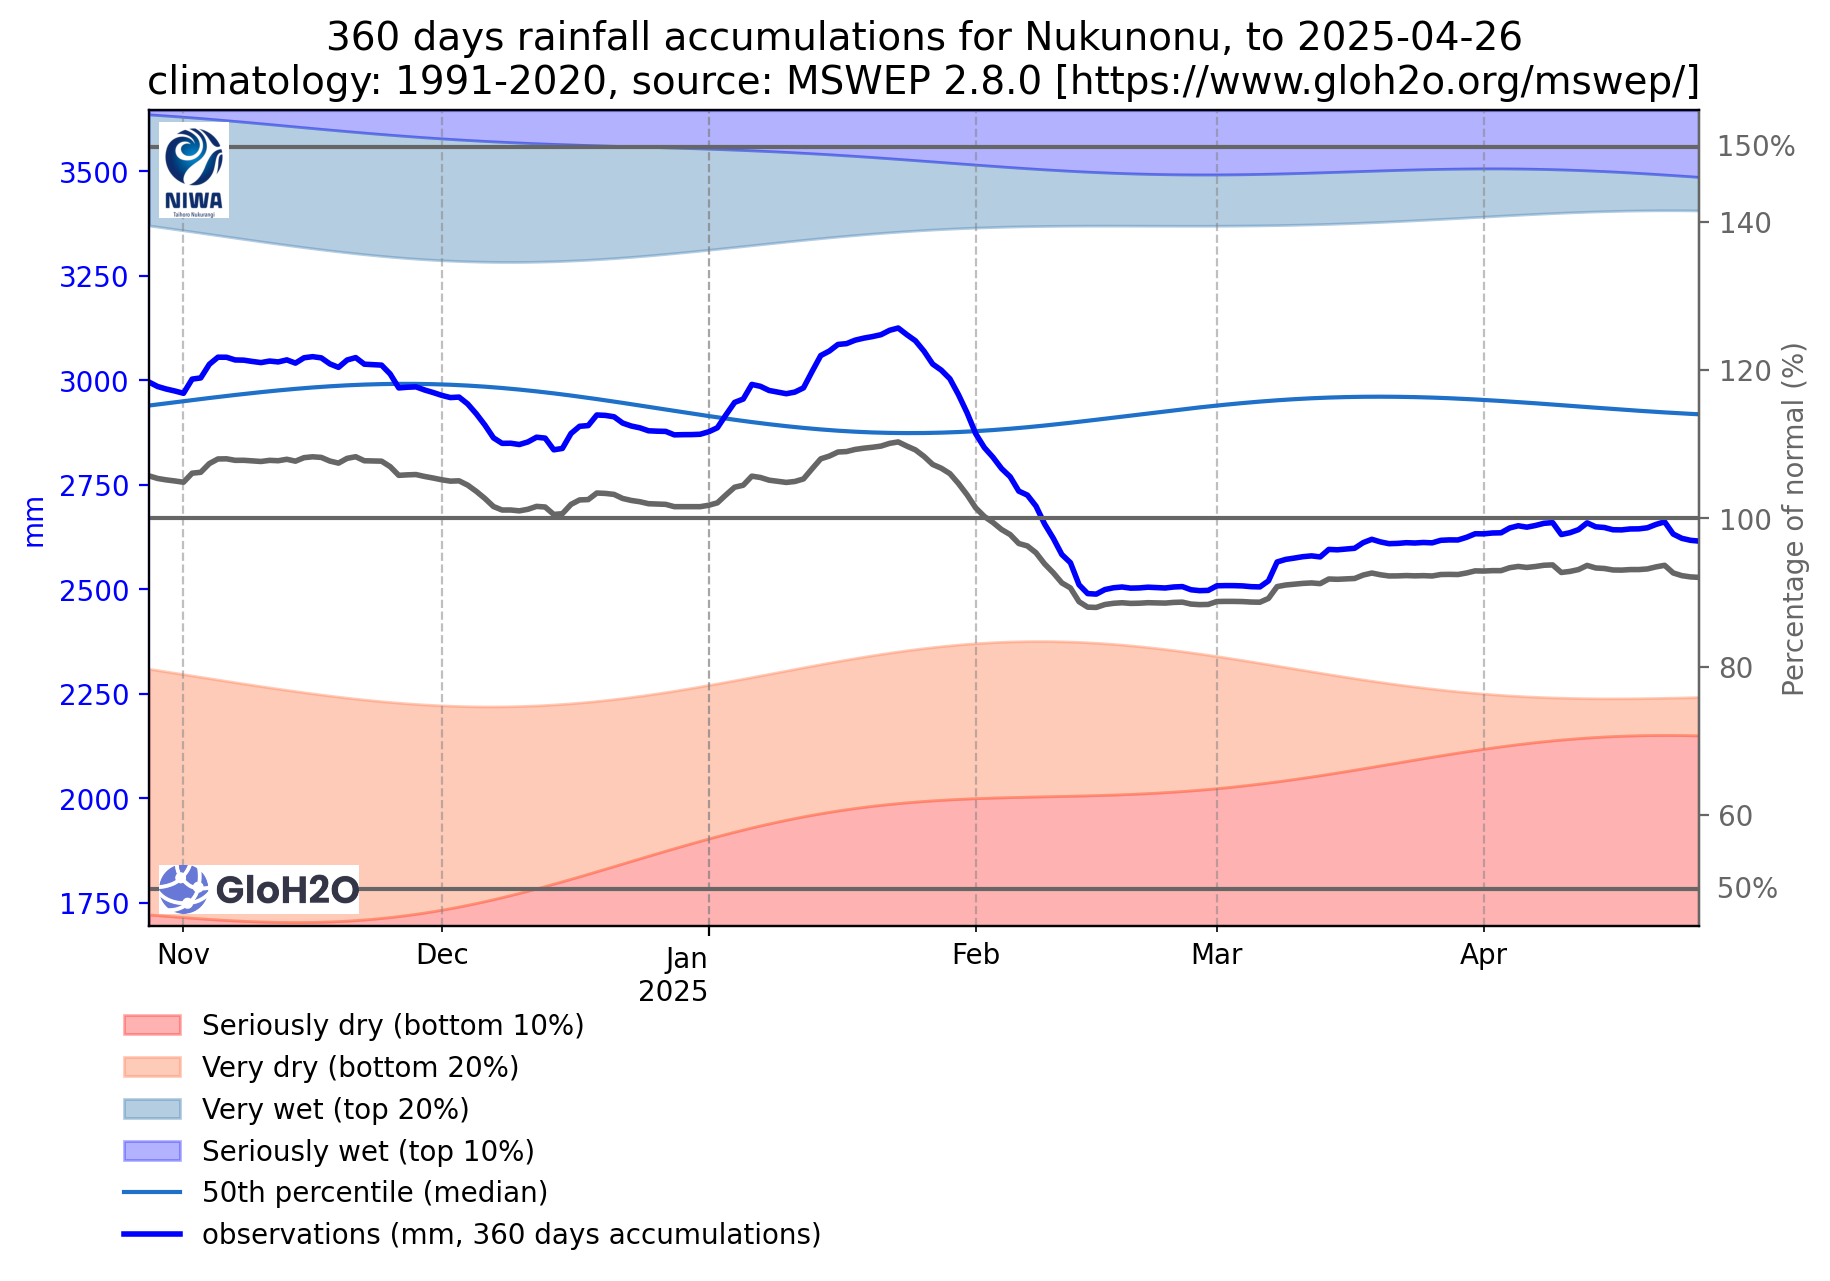 360 days rainfall accumulations for Nukunonu, to 2025-04-26
climatology: 1991-2020, source: MSWEP 2.8.0 [https://www.gloh2o.org/mswep/]
NIWA
Taihoro Nukurangi
3500
3250
3000
2750
2500
2250
2000
1750
mm
150%
140
120
100
80
60
50%
Percentage of normal (%)
GloH2O
Nov
Dec
Jan
2025
Feb
Mar
Apr
Seriously dry (bottom 10%)
Very dry (bottom 20%)
Very wet (top 20%)
Seriously wet (top 10%)
50th percentile (median)
observations (mm, 360 days accumulations)